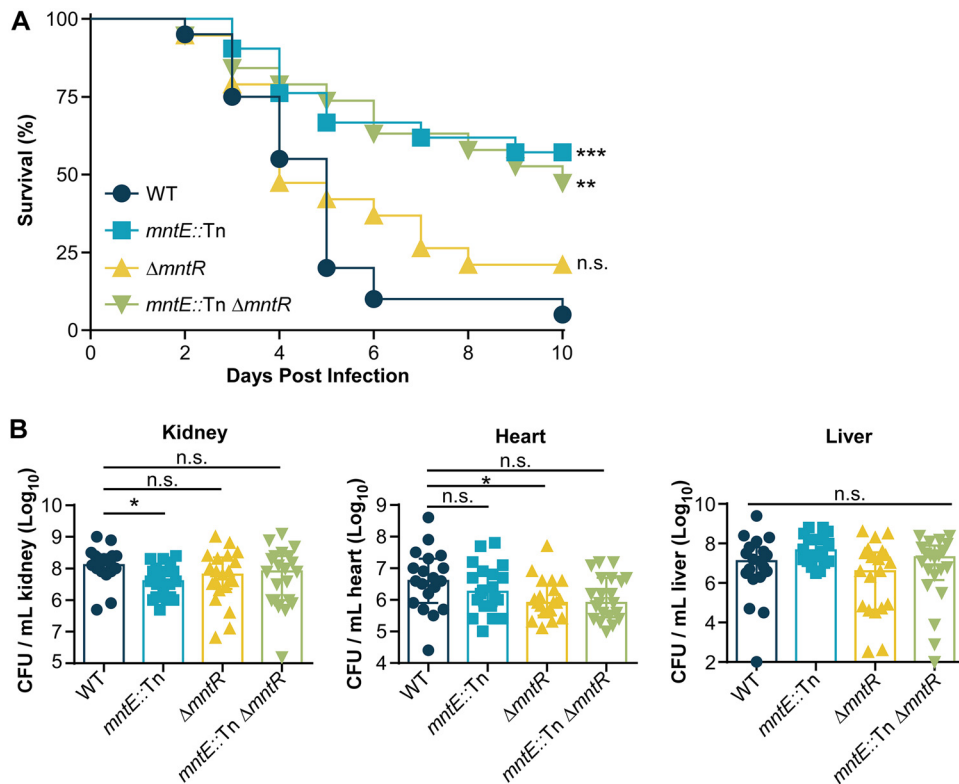 A
Survival (%)
100
75
50
25
0
0
2
4
6
8
10
Days Post Infection
WT
mntE::Tn
ΔmntR
mntE::Tn ΔmntR
***
**
n.s.
B
Kidney
CFU / mL kidney (Log10)
10
9
8
8
7
5
n.s.
n.s.
*
WT
mntE::Tn
ΔmntR
mntE::Tn ΔmntR
Heart
CFU / mL heart (Log10)
9
8
7
6
5
4
n.s.
*
n.s.
WT
mntE::Tn
ΔmntR
mntE::Tn ΔmntR
Liver
CFU / mL liver (Log10)
10
8
6
4
2
n.s.
WT
mntE::Tn
ΔmntR
mntE::Tn ΔmntR